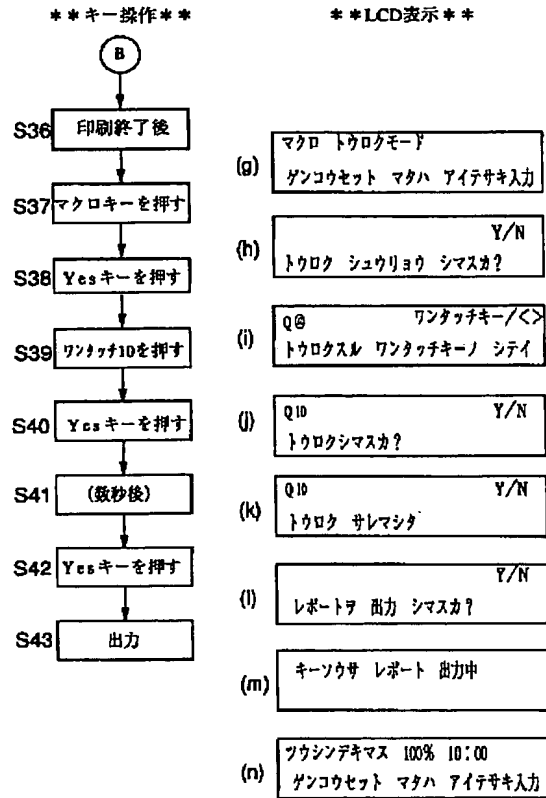 **キー操作**
B
S36 印刷終了後
S37 マクロキーを押す
S38 Yesキーを押す
S39 ワンタッチ10を押す
S40 Yesキーを押す
S41 (数秒後)
S42 Yesキーを押す
S43 出力
**LCD表示**
(g)
マクロ トウロクモード
ゲンコウセット マタハ アイテサキ入力
(h)
Y/N
トウロク シュウリョウ シマスカ?
(i)
Q@ ワンタッチキー/<>
トウロクスル ワンタッチキーノ シテイ
(j)
Q10 Y/N
トウロクシマスカ?
(k)
Q10 Y/N
トウロク サレマシタ
(l)
Y/N
レポートヲ 出力 シマスカ?
(m)
キーソウサ レポート 出力中
(n)
ツウシンデキマス 100% 10:00
ゲンコウセット マタハ アイテサキ入力